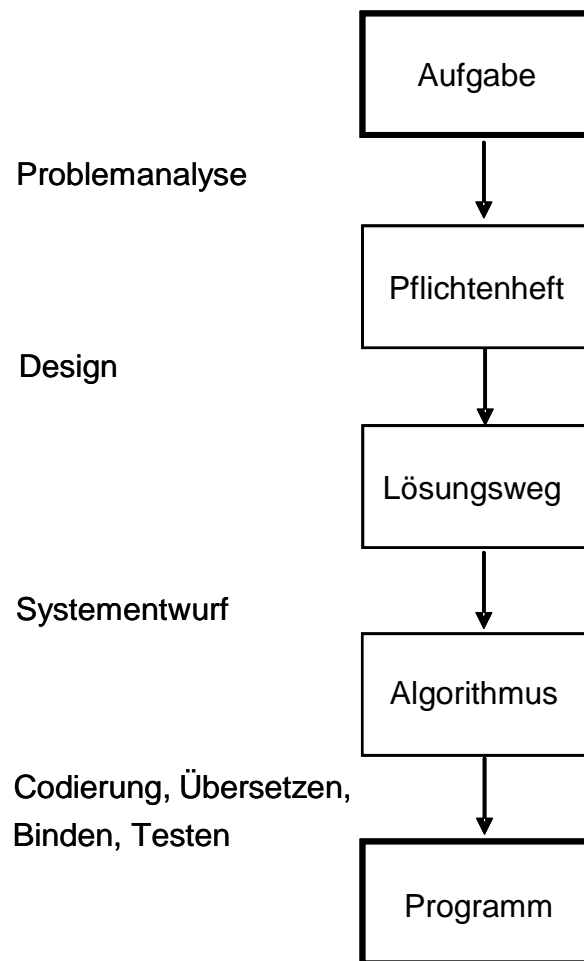 Aufgabe
Problemanalyse
Pflichtenheft
Design
Lösungsweg
Systementwurf
Algorithmus
Codierung, Übersetzen,
Binden, Testen
Programm